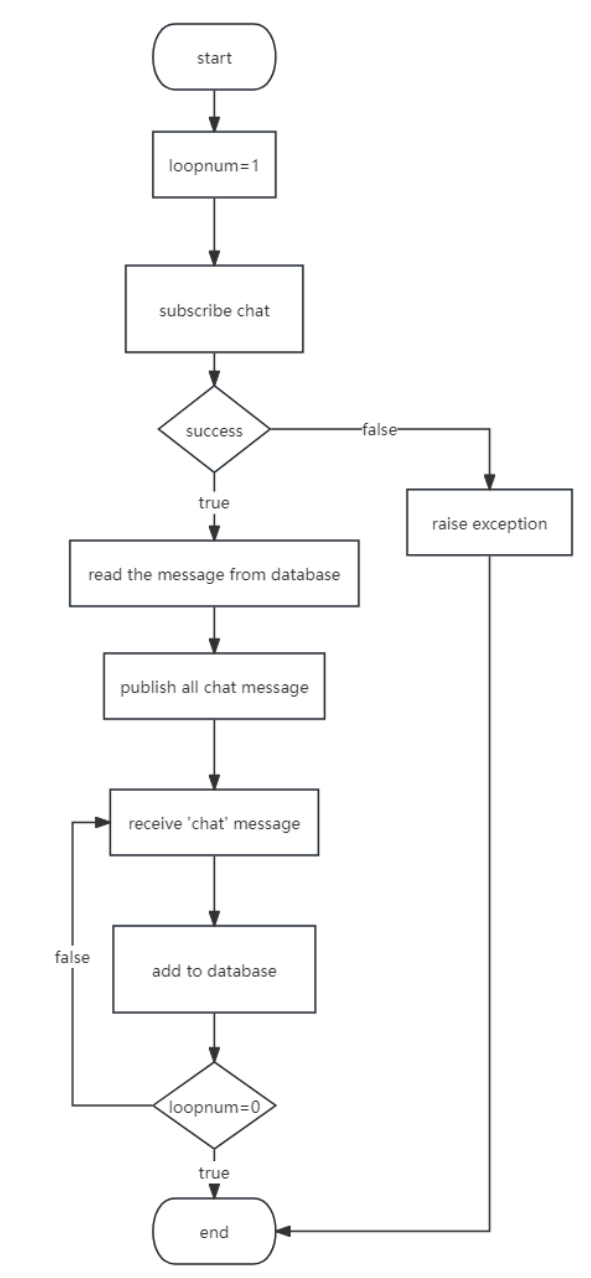 start
loopnum=1
subscribe chat
success
false
true
raise exception
read the message from database
publish all chat message
receive 'chat' message
false
add to database
loopnum=0
true
end